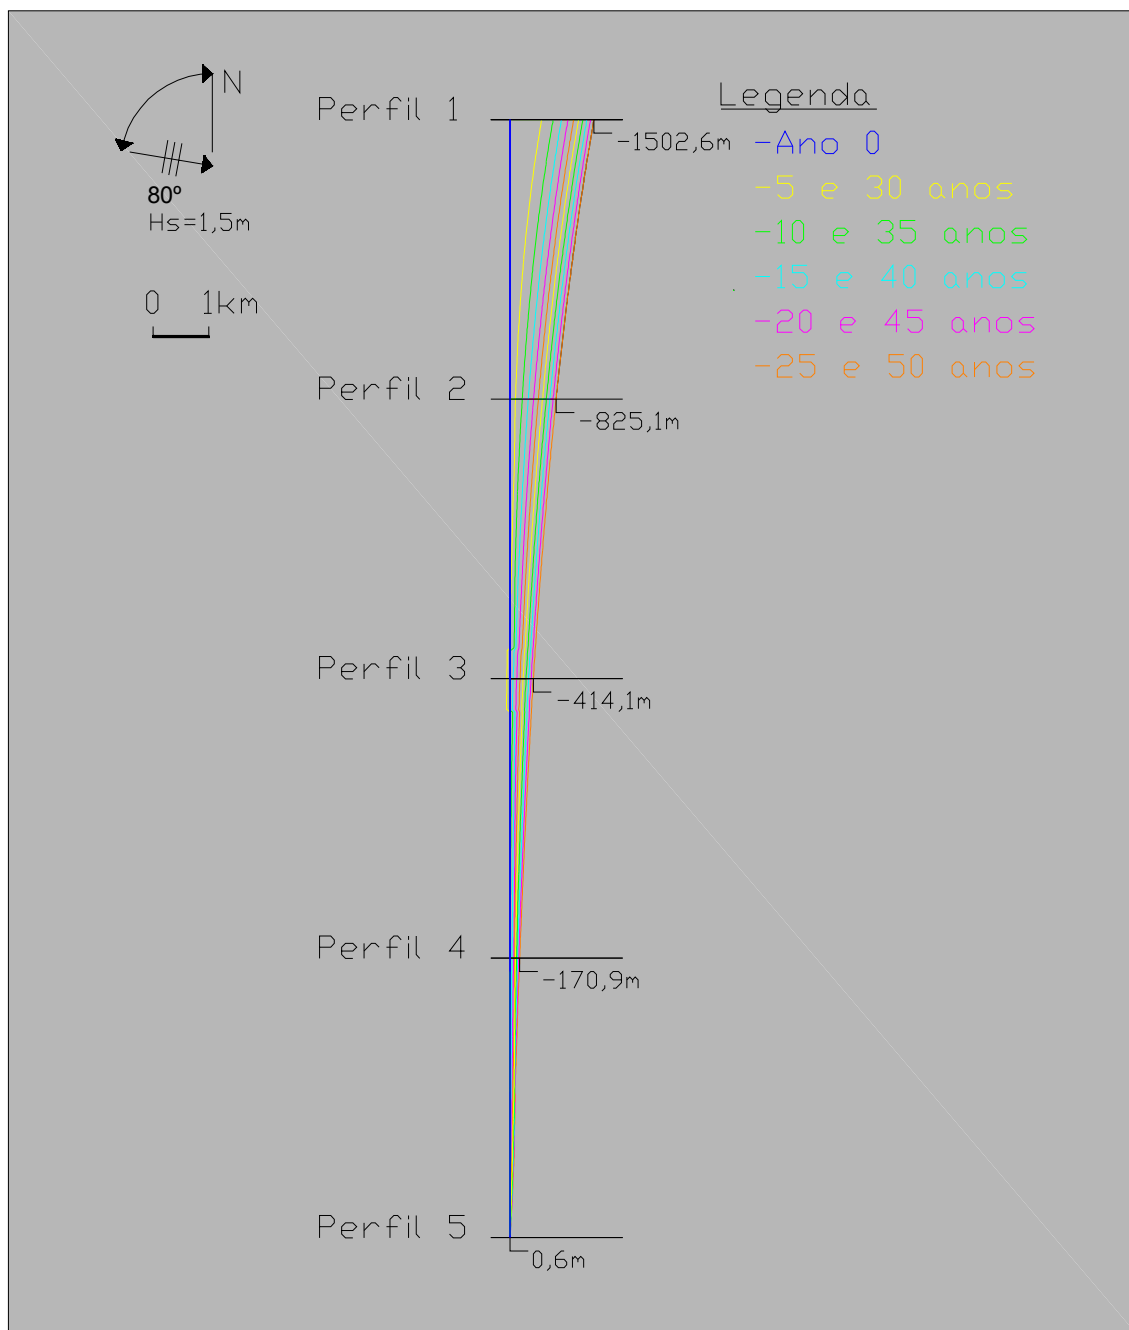 N
80º
Hs=1,5m
0 1km
Perfil 1
-1502,6m
Legenda
-Ano 0
-5 e 30 anos
-10 e 35 anos
-15 e 40 anos
-20 e 45 anos
-25 e 50 anos
Perfil 2
-825,1m
Perfil 3
-414,1m
Perfil 4
-170,9m
Perfil 5
0,6m